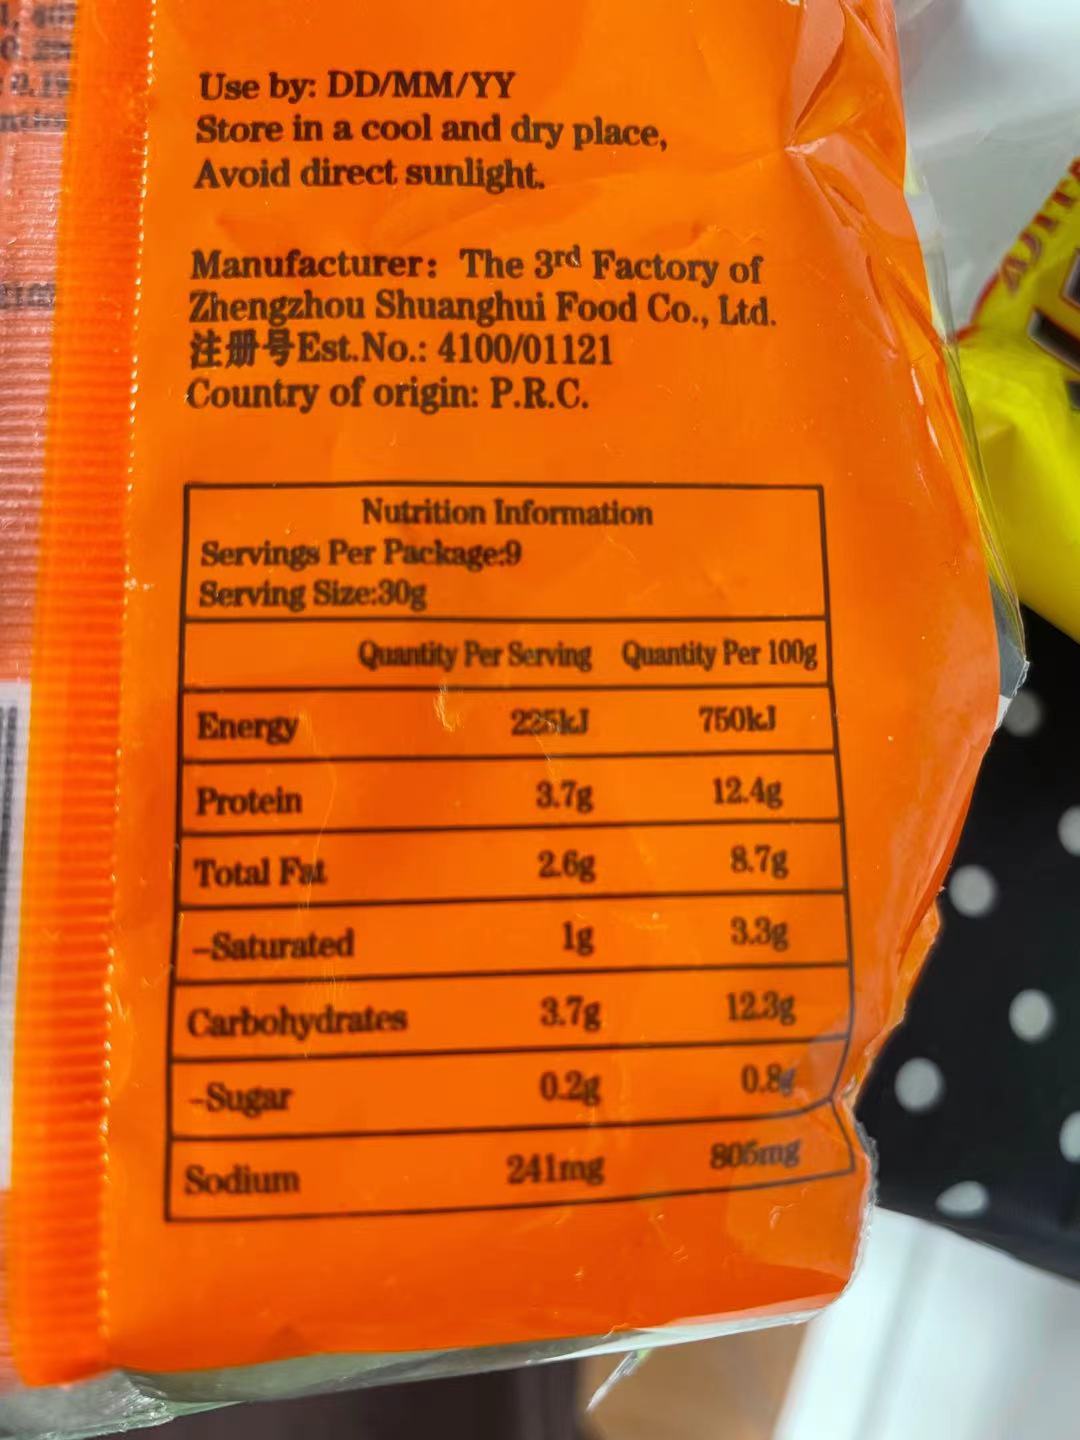 Use by: DD/MM/YY
Store in a cool and dry place,
Avoid direct sunlight.
Manufacturer: The 3rd Factory of
Zhengzhou Shuanghui Food Co., Ltd.
注册号Est.No.: 4100/01121
Country of origin: P.R.C.
Nutrition Information
Servings Per Package:9
Serving Size:30g
Quantity Per Serving Quantity Per 100g
Energy 225kJ 750kJ
Protein 3.7g 12.4g
Total Fat 2.6g 8.7g
-Saturated 1g 3.3g
Carbohydrates 3.7g 12.3g
-Sugar 0.2g 0.8g
Sodium 241mg 805mg